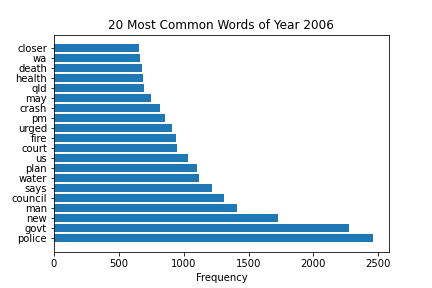 20 Most Common Words of Year 2006
closer
wa
death
health
qld
may
crash
pm
urged
fire
court
us
plan
water
says
council
man
new
govt
police
0 500 1000 1500 2000 2500
Frequency